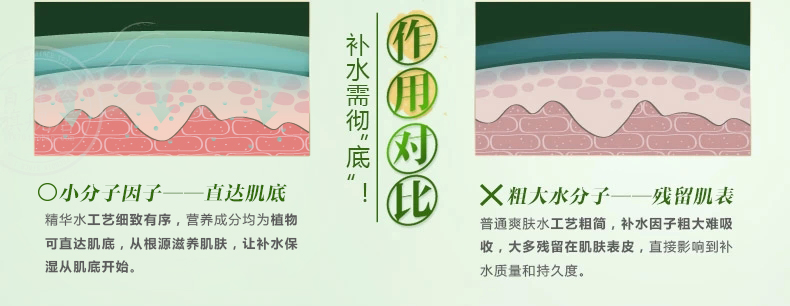 作用对比
补水需彻"底"！
○小分子因子——直达肌底
精华水工艺细致有序，营养成分均为植物
可直达肌底，从根源滋养肌肤，让补水保
湿从肌底开始。
×粗大水分子——残留肌表
普通爽肤水工艺粗简，补水因子粗大难吸
收，大多残留在肌肤表皮，直接影响到补
水质量和持久度。